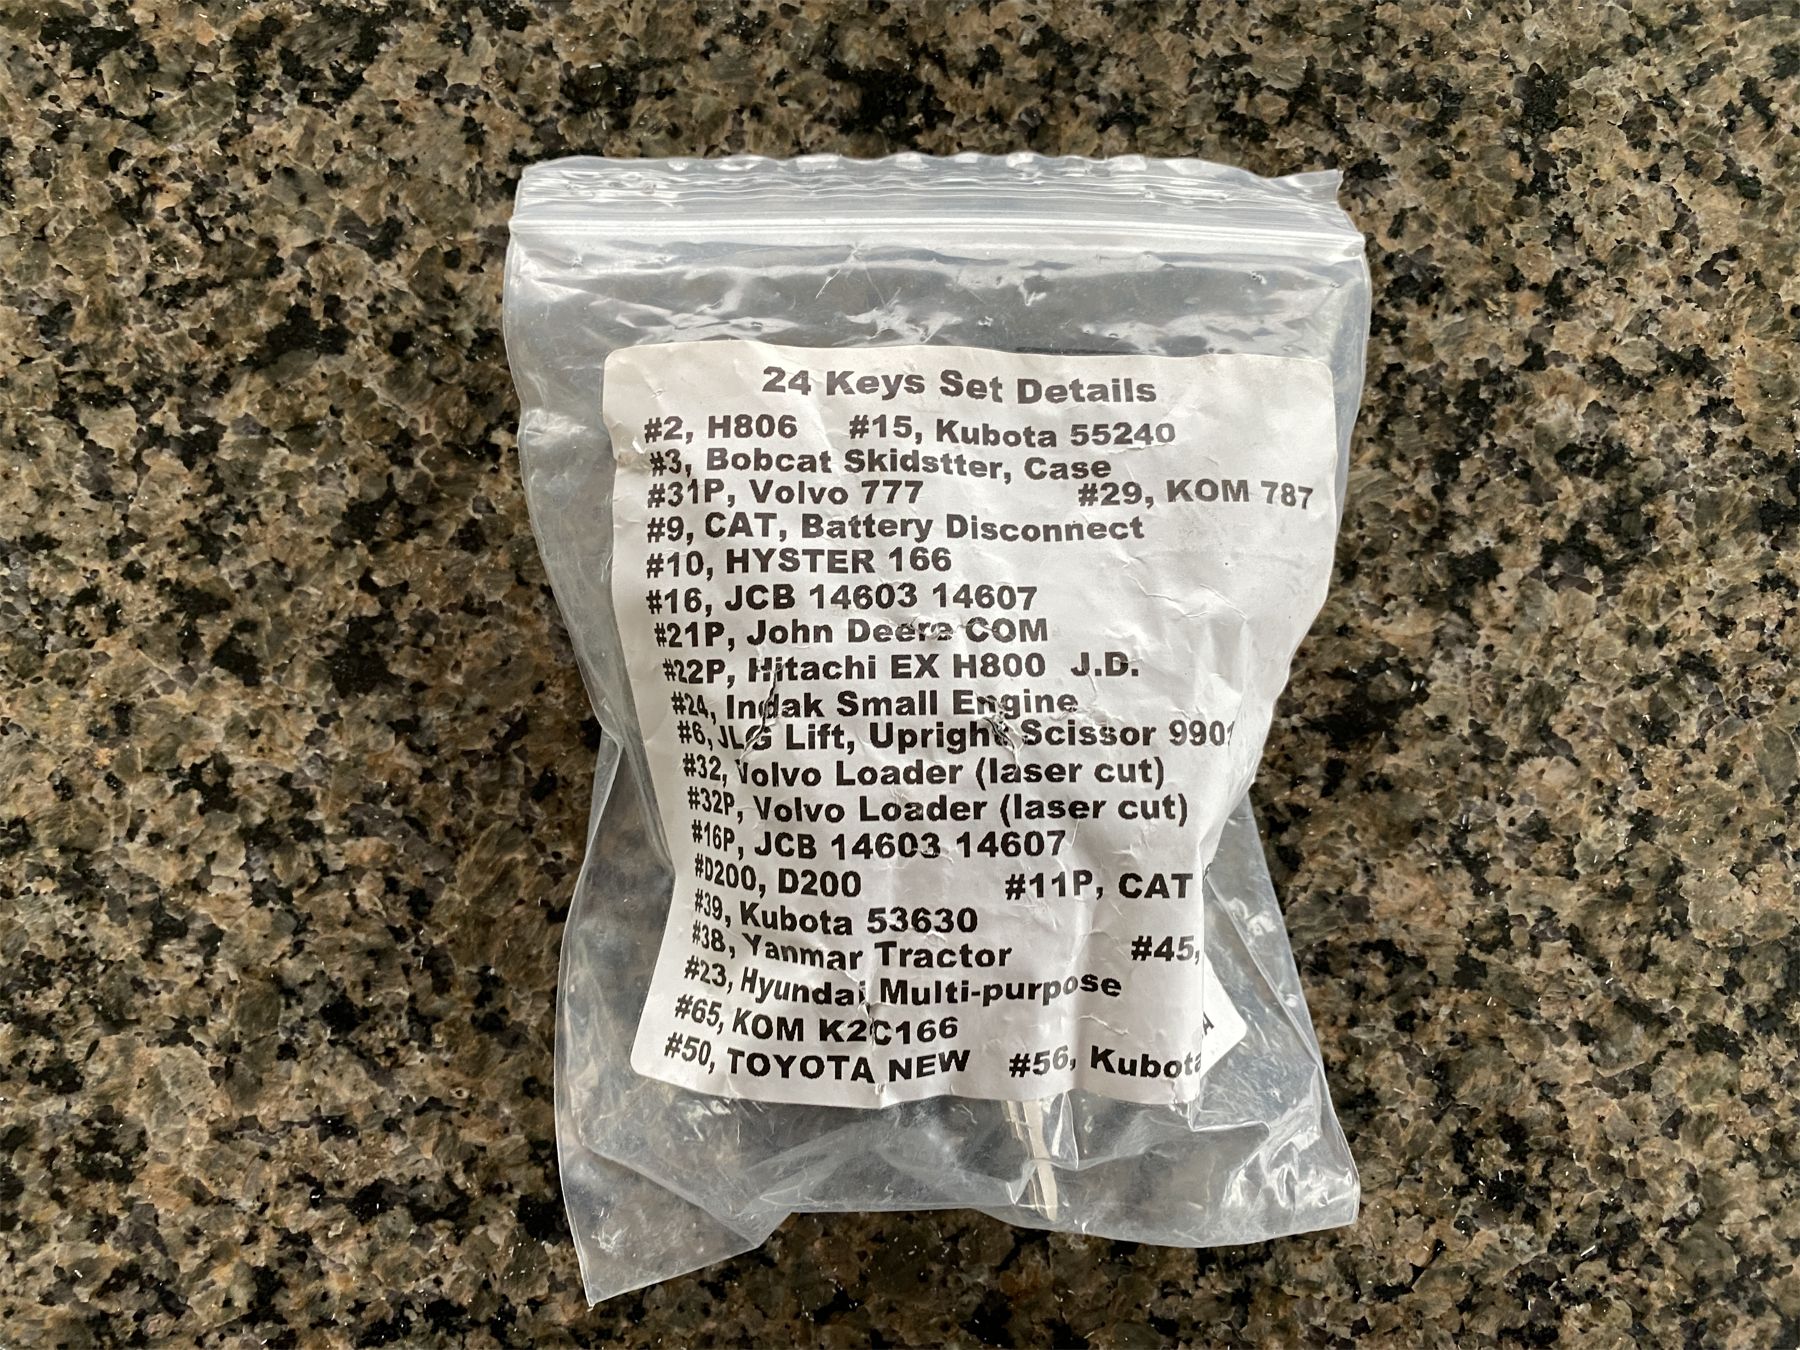 24 Keys Set Details
#2, H806 #15, Kubota 55240
#3, Bobcat Skidstter, Case
#31P, Volvo 777 #29, KOM 787
#9, CAT, Battery Disconnect
#10, HYSTER 166
#16, JCB 14603 14607
#21P, John Deere COM
#22P, Hitachi EX H800 J.D.
#24, Indak Small Engine
#6, JLG Lift, Upright Scissor
#32, Volvo Loader (laser cut)
#32P, Volvo Loader (laser cut)
#16P, JCB 14603 14607
#D200, D200 #11P, CAT
#39, Kubota 53630
#38, Yanmar Tractor #45,
#23, Hyundai Multi-purpose
#65, KOM K2C166
#50, TOYOTA NEW #56, Kubota